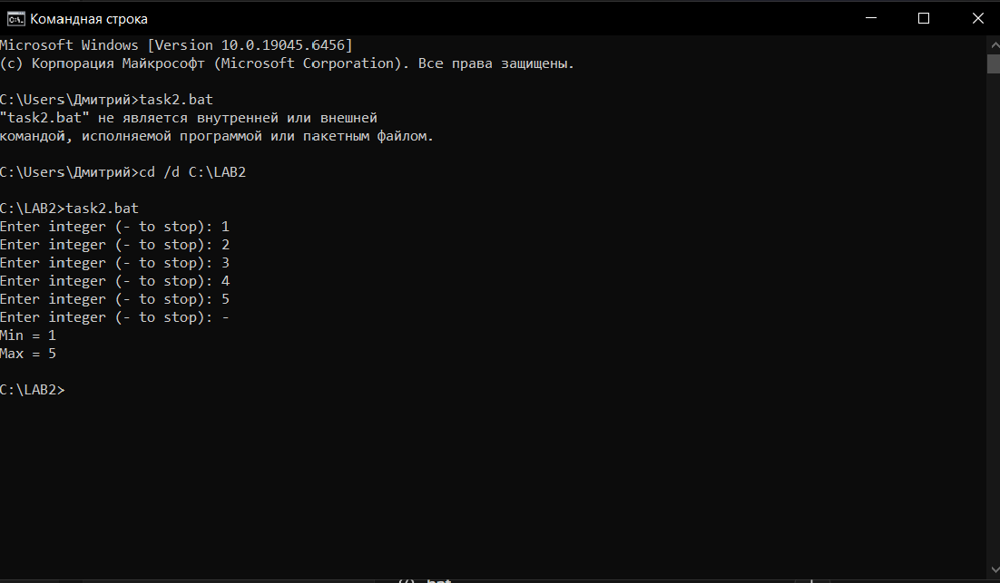 Командная строка
Microsoft Windows [Version 10.0.19045.6456]
(c) Корпорация Майкрософт (Microsoft Corporation). Все права защищены.
C:\Users\Дмитрий>task2.bat
"task2.bat" не является внутренней или внешней
командой, исполняемой программой или пакетным файлом.
C:\Users\Дмитрий>cd /d C:\LAB2
C:\LAB2>task2.bat
Enter integer (- to stop): 1
Enter integer (- to stop): 2
Enter integer (- to stop): 3
Enter integer (- to stop): 4
Enter integer (- to stop): 5
Enter integer (- to stop): -
Min = 1
Max = 5
C:\LAB2>